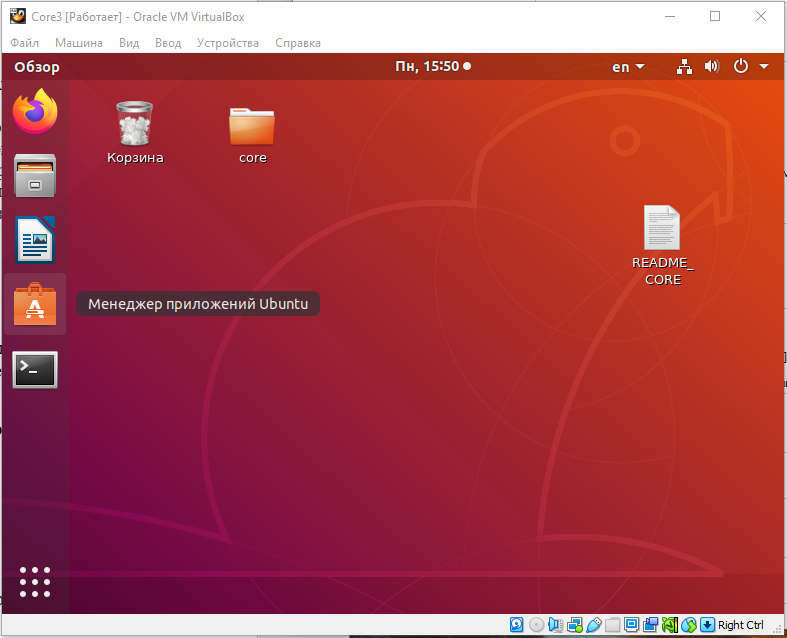 Core3 [Работает] - Oracle VM VirtualBox
Файл Машина Вид Ввод Устройства Справка
Обзор Пн, 15:50 en
Корзина
core
README_
CORE
Менеджер приложений Ubuntu
Right Ctrl